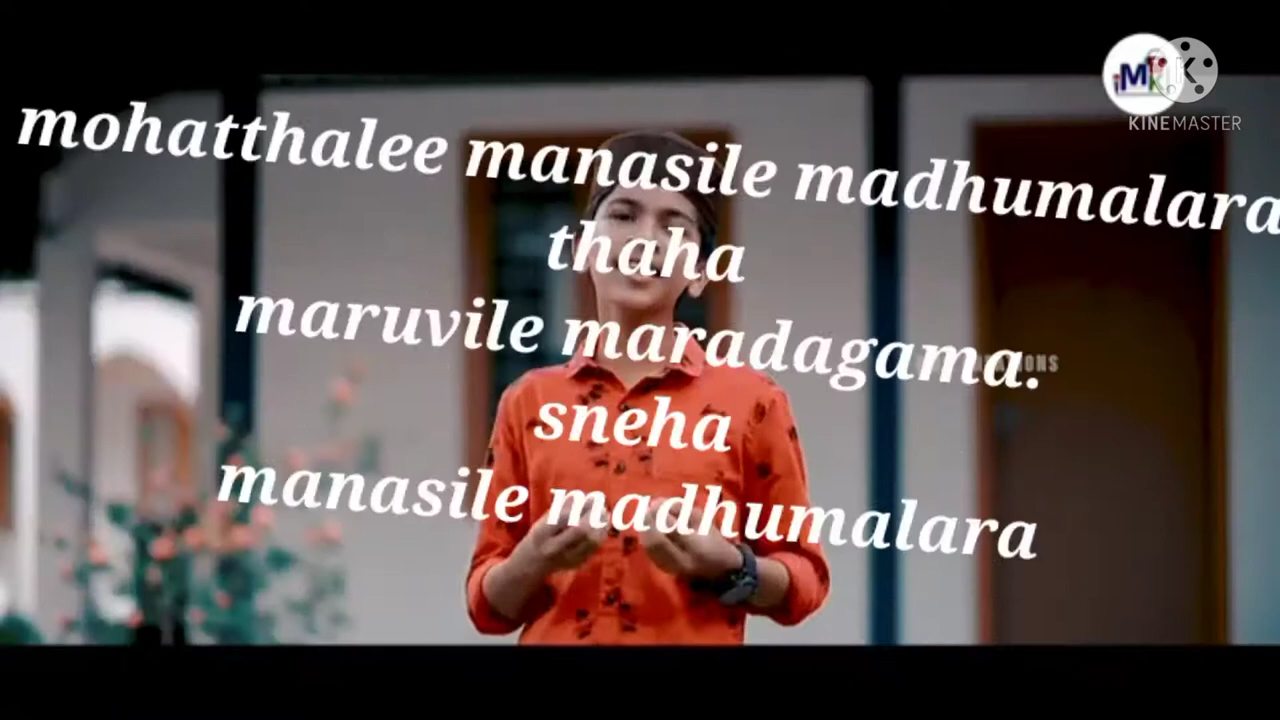 KINEMASTER
mohatthalee manasile madhumalara
thaha
maruvile maradagama.
sneha
manasile madhumalara